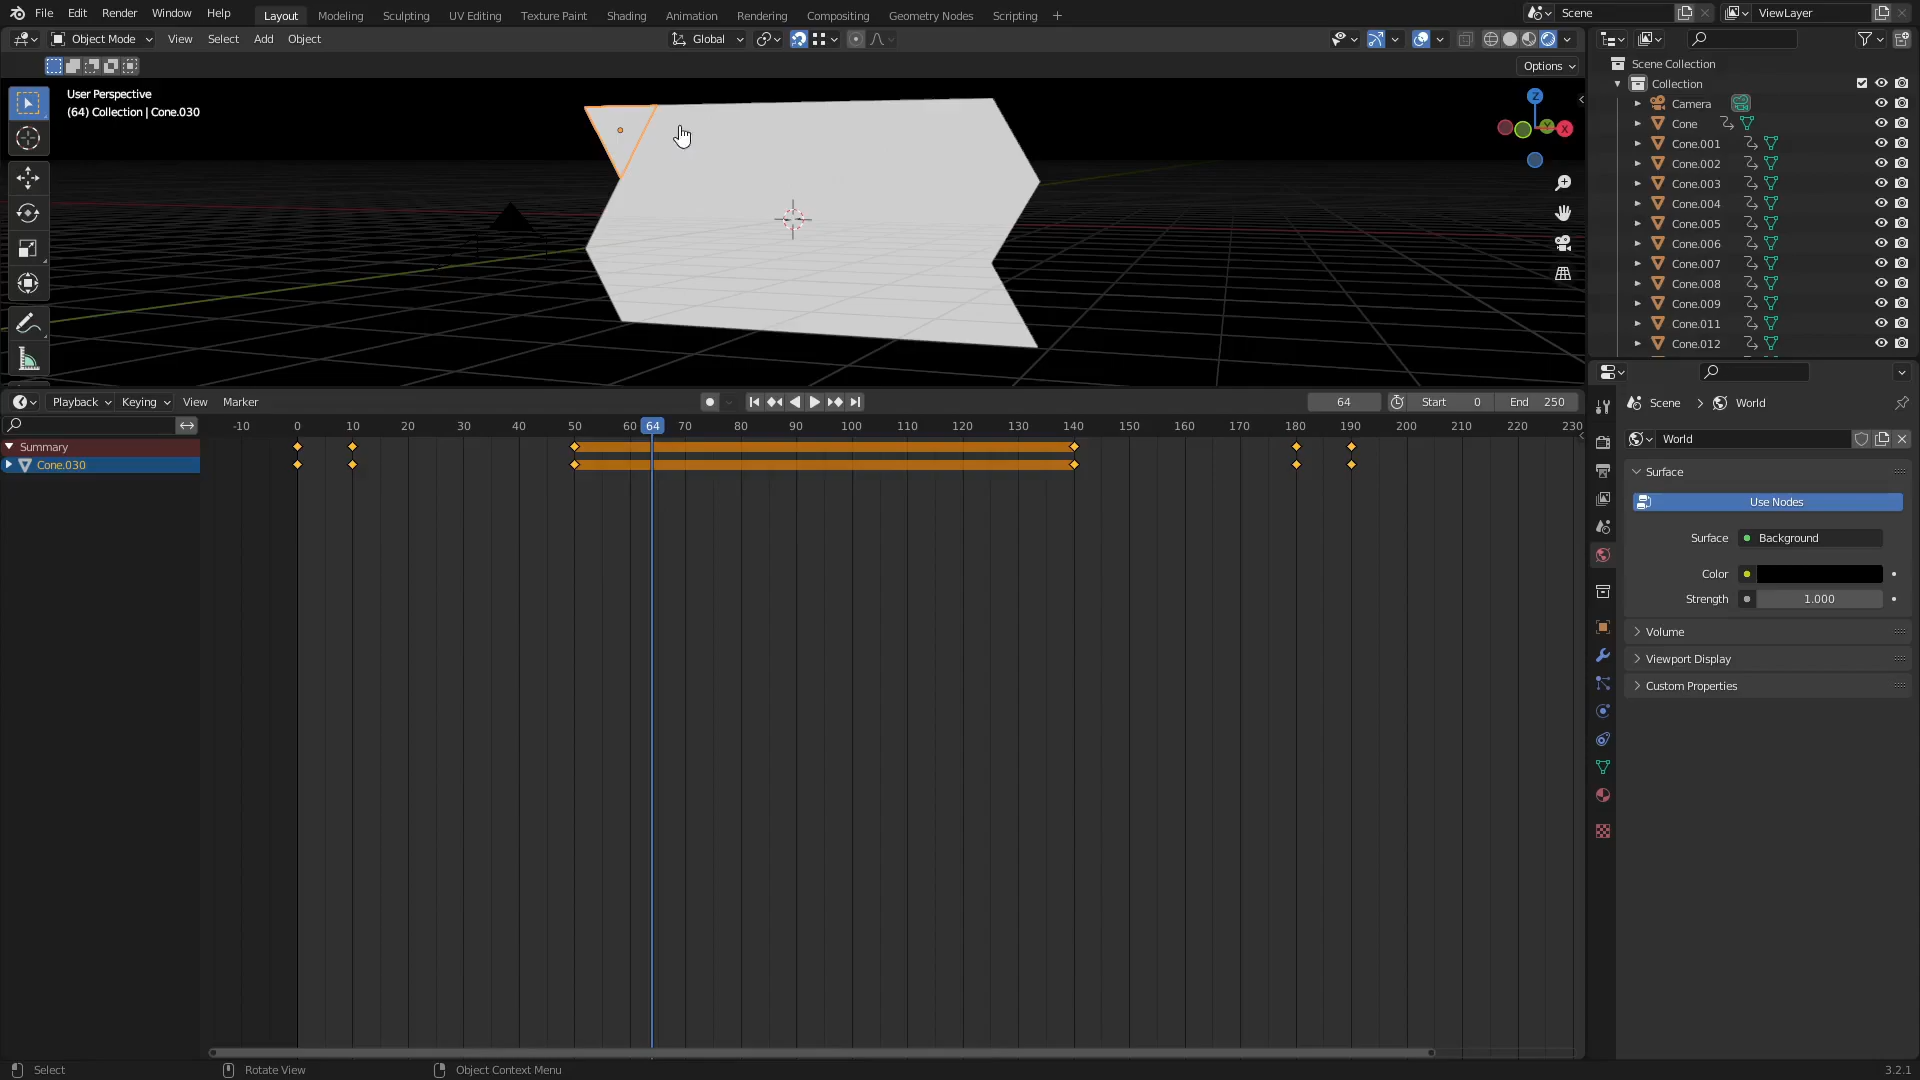 File Edit Render Window Help Layout Modeling Sculpting UV Editing Texture Paint Shading Animation Rendering Compositing Geometry Nodes Scripting + Scene ViewLayer
Object Mode View Select Add Object Global
Options
User Perspective
(64) Collection | Cone.030
Z
Y
X
Scene Collection
Collection
Camera
Cone
Cone.001
Cone.002
Cone.003
Cone.004
Cone.005
Cone.006
Cone.007
Cone.008
Cone.009
Cone.011
Cone.012
Playback Keying View Marker 64 Start 0 End 250
-10 0 10 20 30 40 50 60 64 70 80 90 100 110 120 130 140 150 160 170 180 190 200 210 220 230
Summary
Cone.030
Scene > World
World
Surface
Use Nodes
Surface Background
Color
Strength 1.000
Volume
Viewport Display
Custom Properties
Select Rotate View Object Context Menu 3.2.1